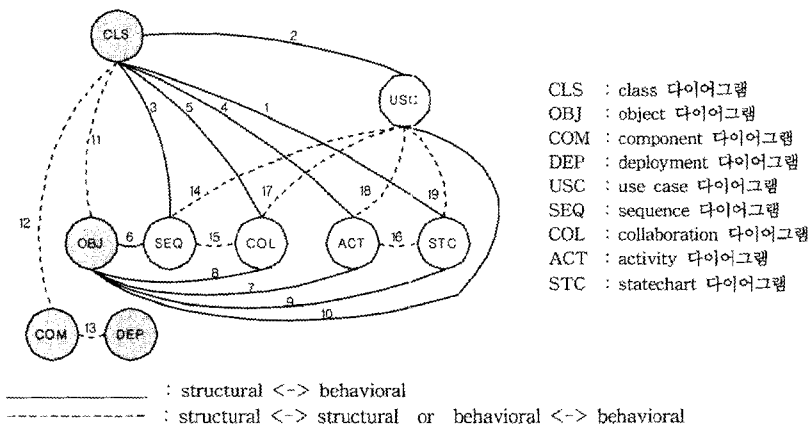 CLS
2
USC
3
5
4
1
11
14
17
18
19
12
OBJ
6
SEQ
15
COL
ACT
16
STC
8
7
9
10
COM
13
DEP
CLS : class 다이어그램
OBJ : object 다이어그램
COM : component 다이어그램
DEP : deployment 다이어그램
USC : use case 다이어그램
SEQ : sequence 다이어그램
COL : collaboration 다이어그램
ACT : activity 다이어그램
STC : statechart 다이어그램
: structural <-> behavioral
: structural <-> structural or behavioral <-> behavioral